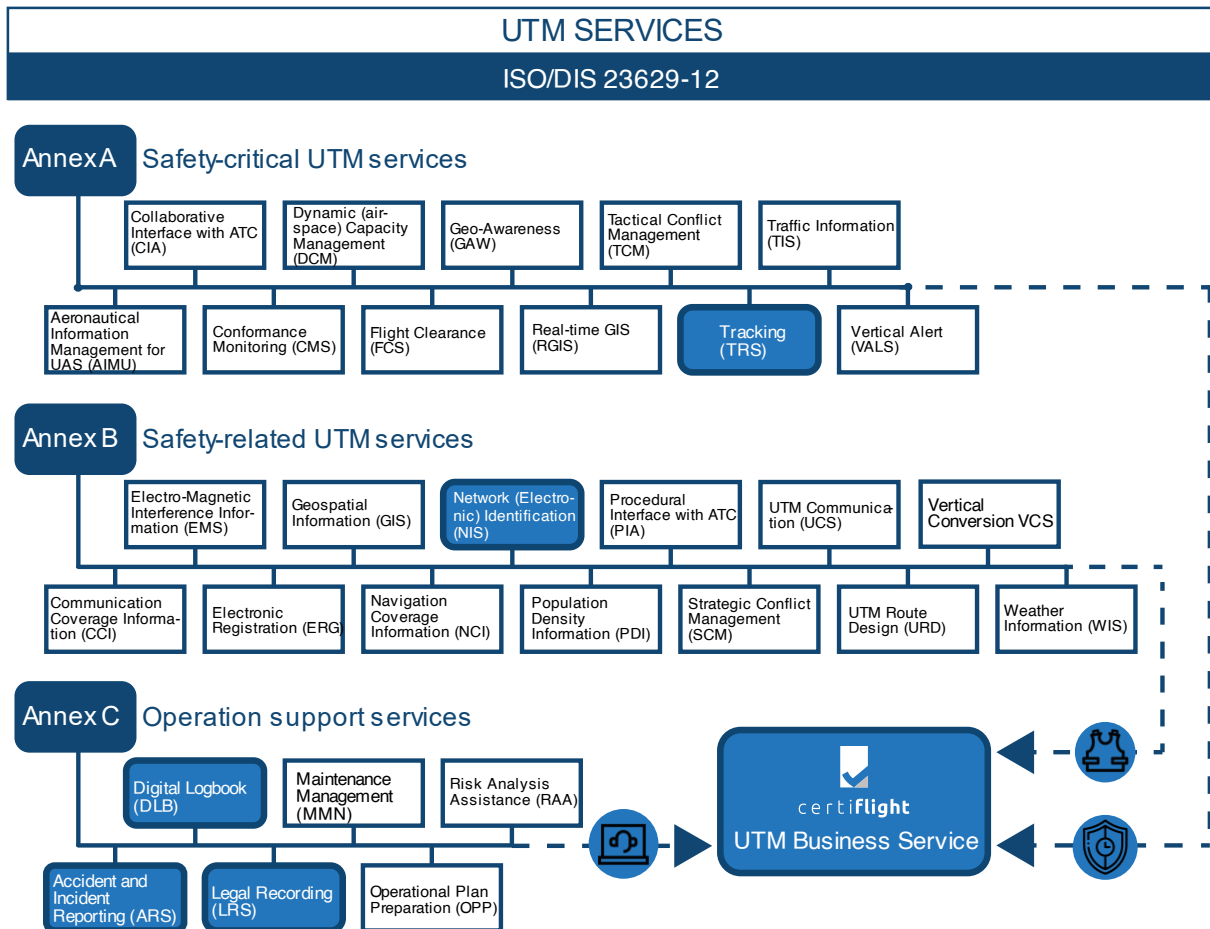 UTM SERVICES
ISO/DIS 23629-12
Annex A
Safety-critical UTM services
Collaborative
Interface with ATC
(CIA)
Dynamic (air-
space) Capacity
Management
(DCM)
Geo-Awareness
(GAW)
Tactical Conflict
Management
(TCM)
Traffic Information
(TIS)
Aeronautical
Information
Management for
UAS (AIMU)
Conformance
Monitoring (CMS)
Flight Clearance
(FCS)
Real-time GIS
(RGIS)
Tracking
(TRS)
Vertical Alert
(VALS)
Annex B
Safety-related UTM services
Electro-Magnetic
Interference Infor-
mation (EMS)
Geospatial
Information (GIS)
Network (Electro-
nic) Identification
(NIS)
Procedural
Interface with ATC
(PIA)
UTM Communica-
tion (UCS)
Vertical
Conversion VCS
Communication
Coverage Informa-
tion (CCI)
Electronic
Registration (ERG)
Navigation
Coverage
Information (NCI)
Population
Density
Information (PDI)
Strategic Conflict
Management
(SCM)
UTM Route
Design (URD)
Weather
Information (WIS)
Annex C
Operation support services
Digital Logbook
(DLB)
Maintenance
Management
(MMN)
Risk Analysis
Assistance (RAA)
Accident and
Incident
Reporting (ARS)
Legal Recording
(LRS)
Operational Plan
Preparation (OPP)
certiflight
UTM Business Service